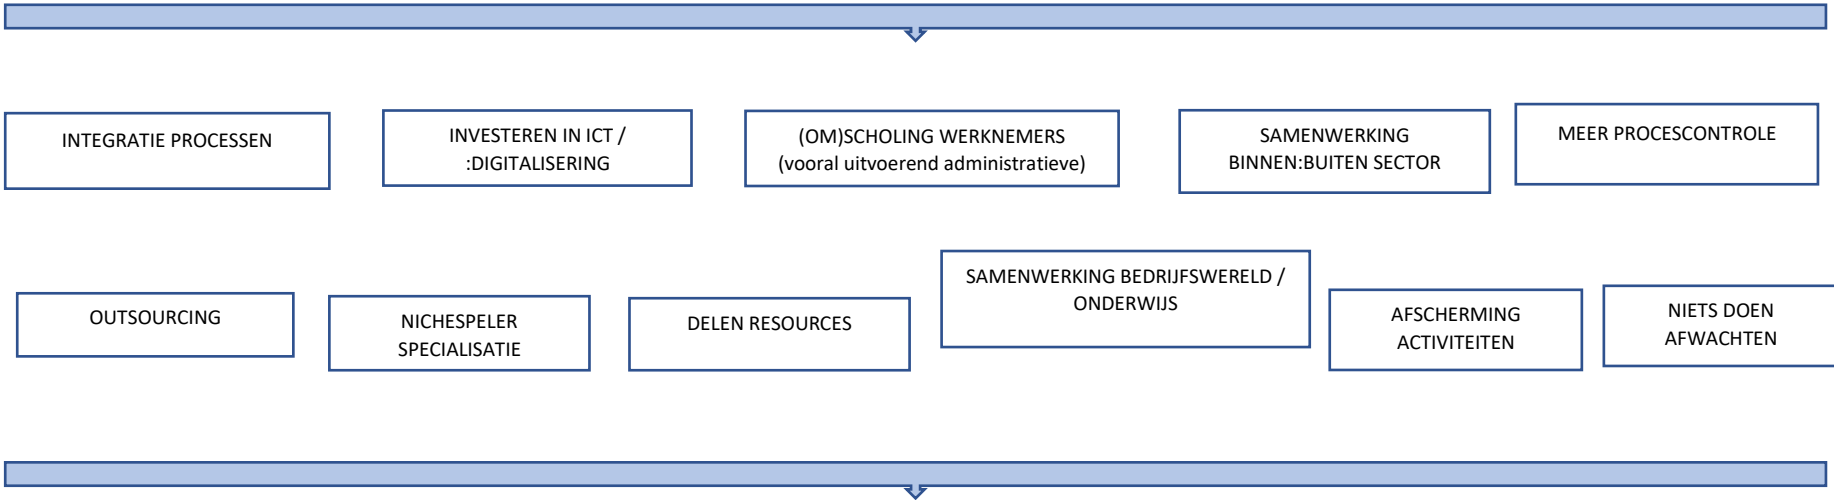 INTEGRATIE PROCESSEN
INVESTEREN IN ICT /
:DIGITALISERING
(OM)SCHOLING WERKNEMERS
(vooral uitvoerend administratieve)
SAMENWERKING
BINNEN:BUITEN SECTOR
MEER PROCESCONTROLE
OUTSOURCING
NICHESPELER
SPECIALISATIE
DELEN RESOURCES
SAMENWERKING BEDRIJFSWERELD /
ONDERWIJS
AFSCHERMING
ACTIVITEITEN
NIETS DOEN
AFWACHTEN